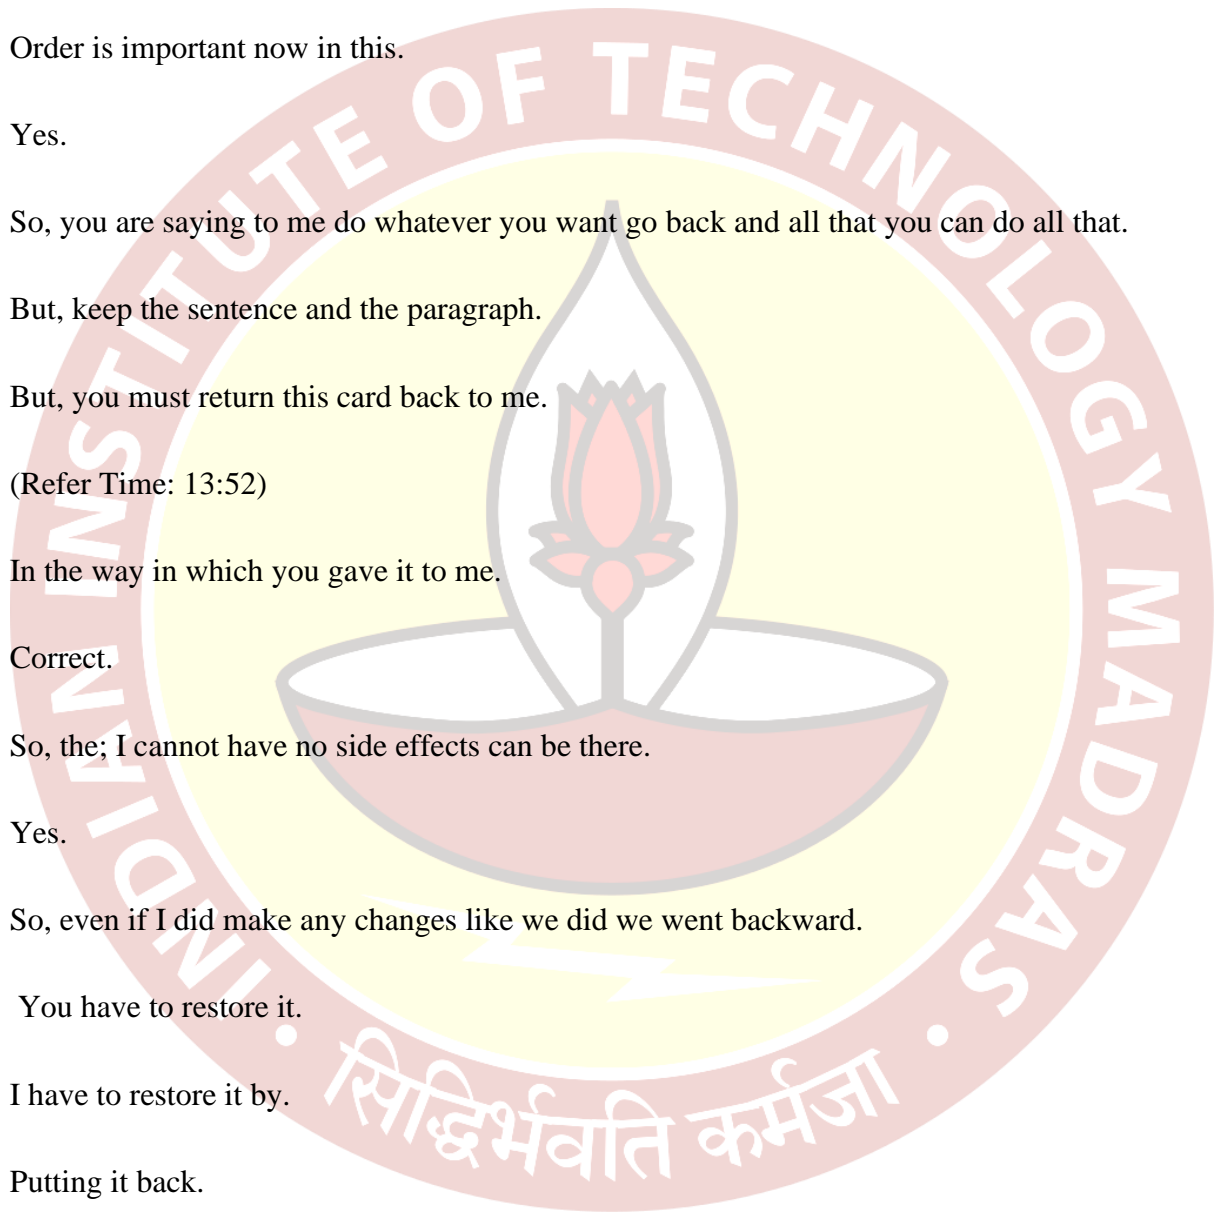 Order is important now in this.
Yes.
So, you are saying to me do whatever you want go back and all that you can do all that.
But, keep the sentence and the paragraph.
But, you must return this card back to me.
(Refer Time: 13:52)
In the way in which you gave it to me.
Correct.
So, the; I cannot have no side effects can be there.
Yes.
So, even if I did make any changes like we did we went backward.
You have to restore it.
I have to restore it by.
Putting it back.
INDIAN INSTITUTE OF TECHNOLOGY MADRAS
सिद्धिर्भवति कर्मजा